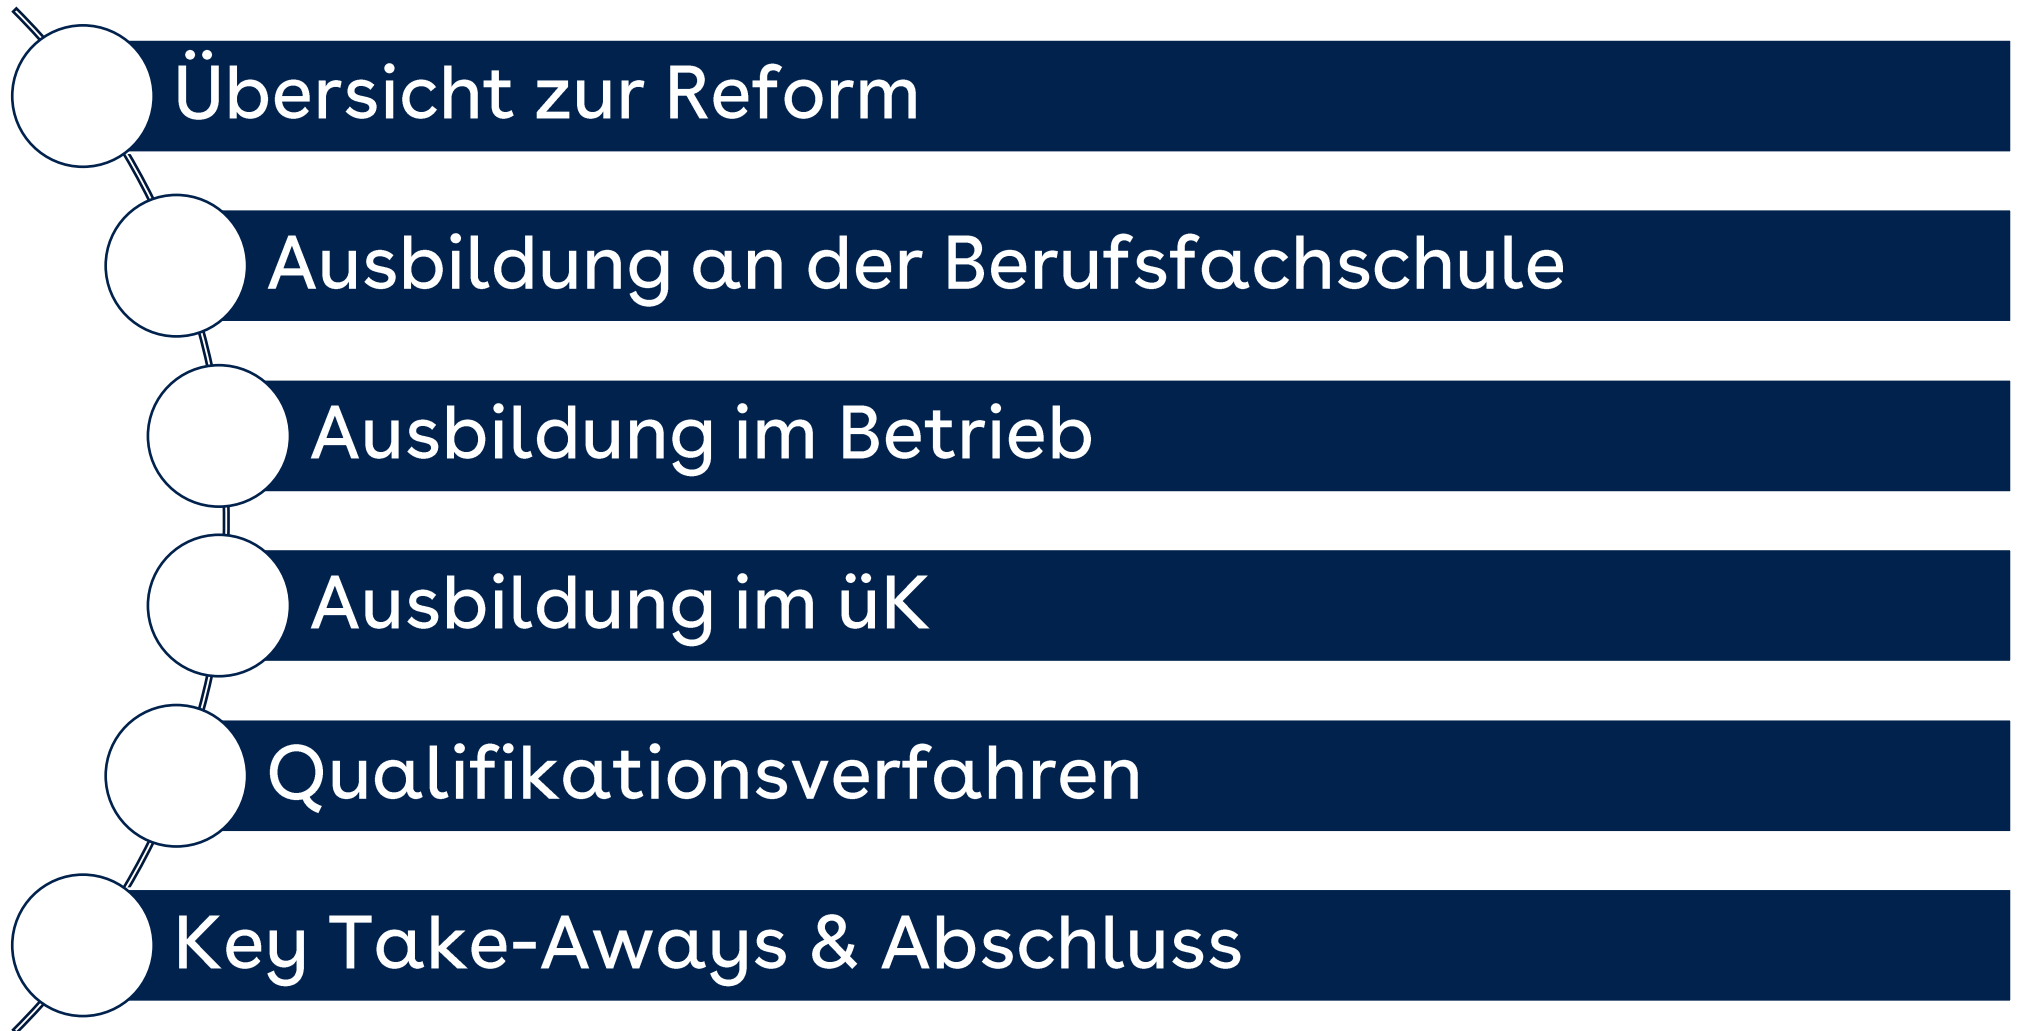 Übersicht zur Reform
Ausbildung an der Berufsfachschule
Ausbildung im Betrieb
Ausbildung im üK
Qualifikationsverfahren
Key Take-Aways & Abschluss